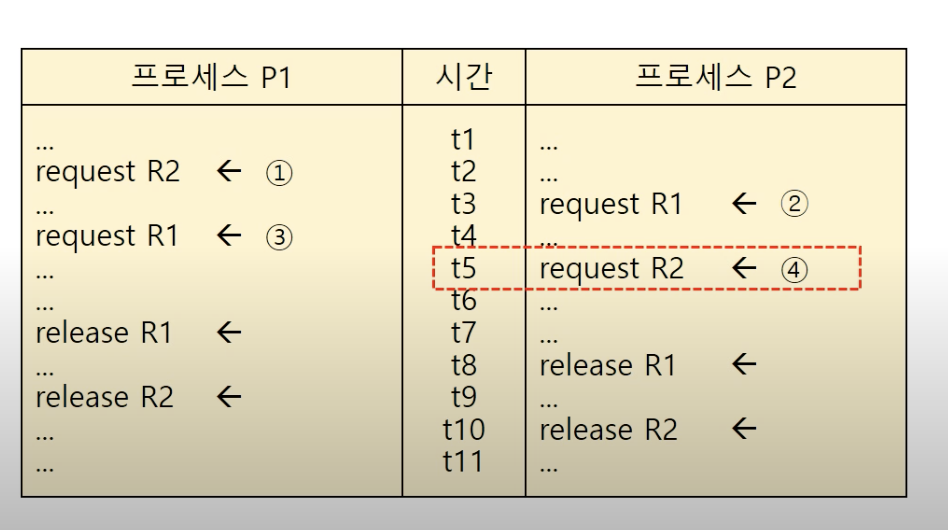 프로세스 P1 시간 프로세스 P2
... t1 ...
request R2 ← ① t2 ...
... t3 request R1 ← ②
request R1 ← ③ t4 ...
... t5 request R2 ← ④
... t6 ...
release R1 ← t7 ...
... t8 release R1 ←
release R2 ← t9 ...
... t10 release R2 ←
... t11 ...